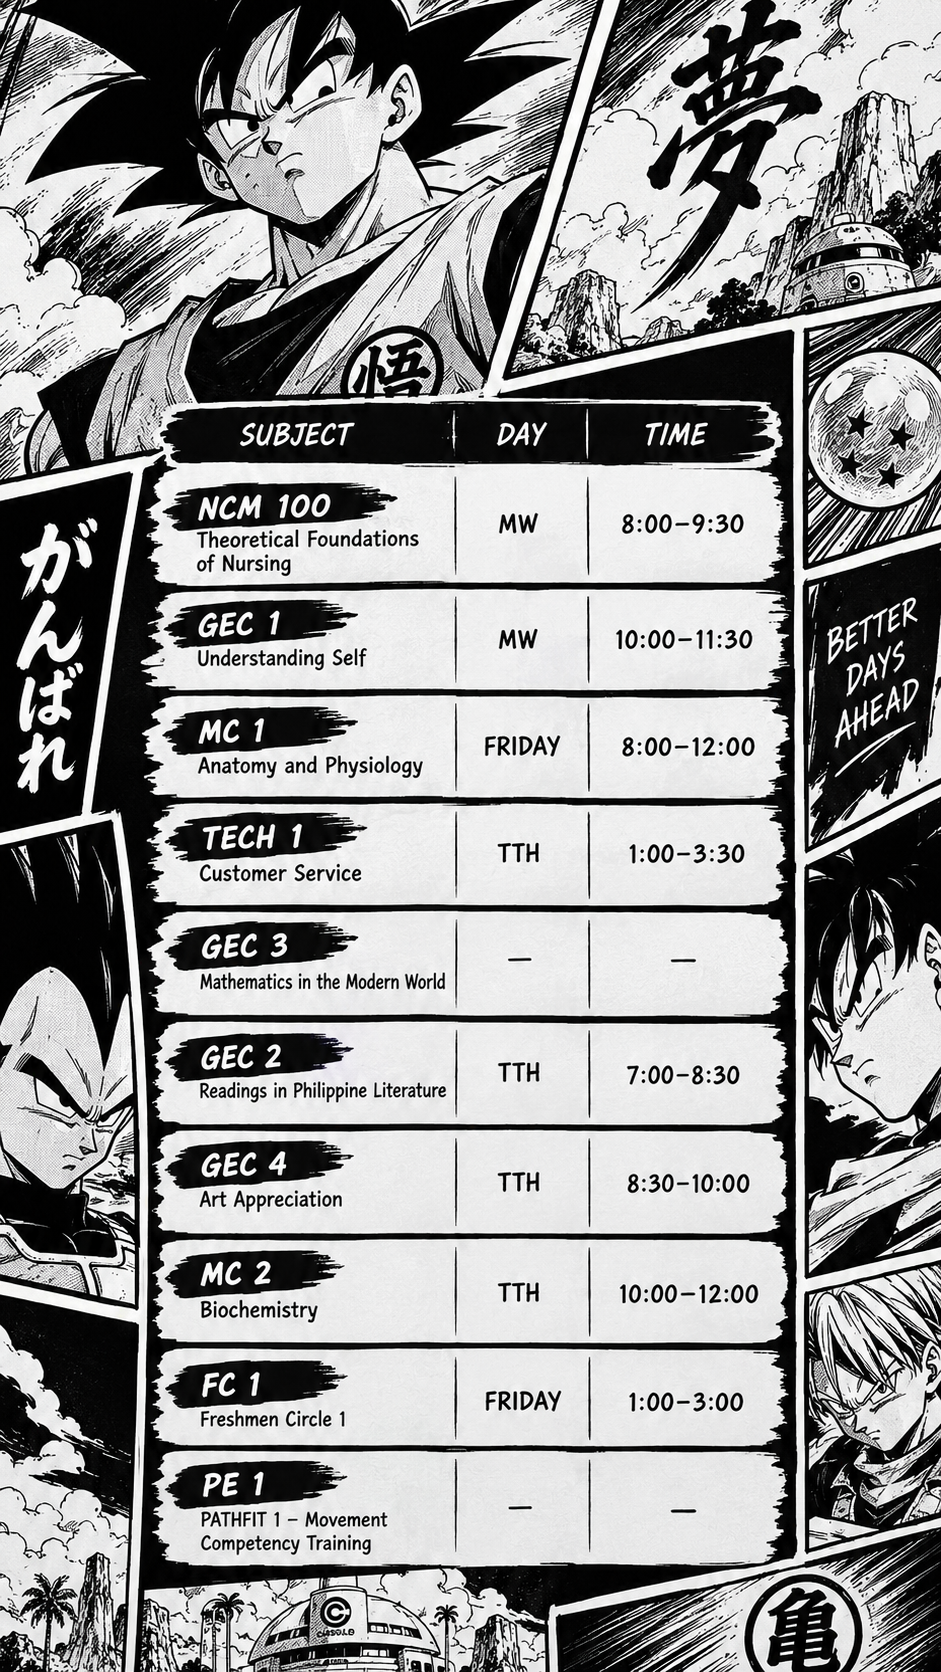 夢
悟
SUBJECT DAY TIME
NCM 100
Theoretical Foundations
of Nursing
MW
8:00–9:30
GEC 1
Understanding Self
MW
10:00–11:30
MC 1
Anatomy and Physiology
FRIDAY
8:00–12:00
TECH 1
Customer Service
TTH
1:00–3:30
GEC 3
Mathematics in the Modern World
—
—
GEC 2
Readings in Philippine Literature
TTH
7:00–8:30
GEC 4
Art Appreciation
TTH
8:30–10:00
MC 2
Biochemistry
TTH
10:00–12:00
FC 1
Freshmen Circle 1
FRIDAY
1:00–3:00
PE 1
PATHFIT 1 – Movement
Competency Training
—
—
がんばれ
BETTER
DAYS
AHEAD
C
亀